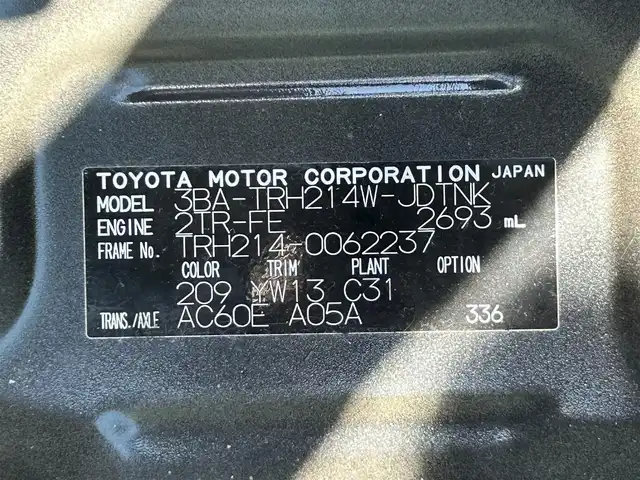 TOYOTA MOTOR CORPORATION JAPAN
MODEL 3BA-TRH214W-JDTNK
ENGINE 2TR-FE 2693 mL
FRAME No. TRH214-0062237
COLOR TRIM PLANT OPTION
209 YW13 C31
TRANS./AXLE AC60E A05A 336